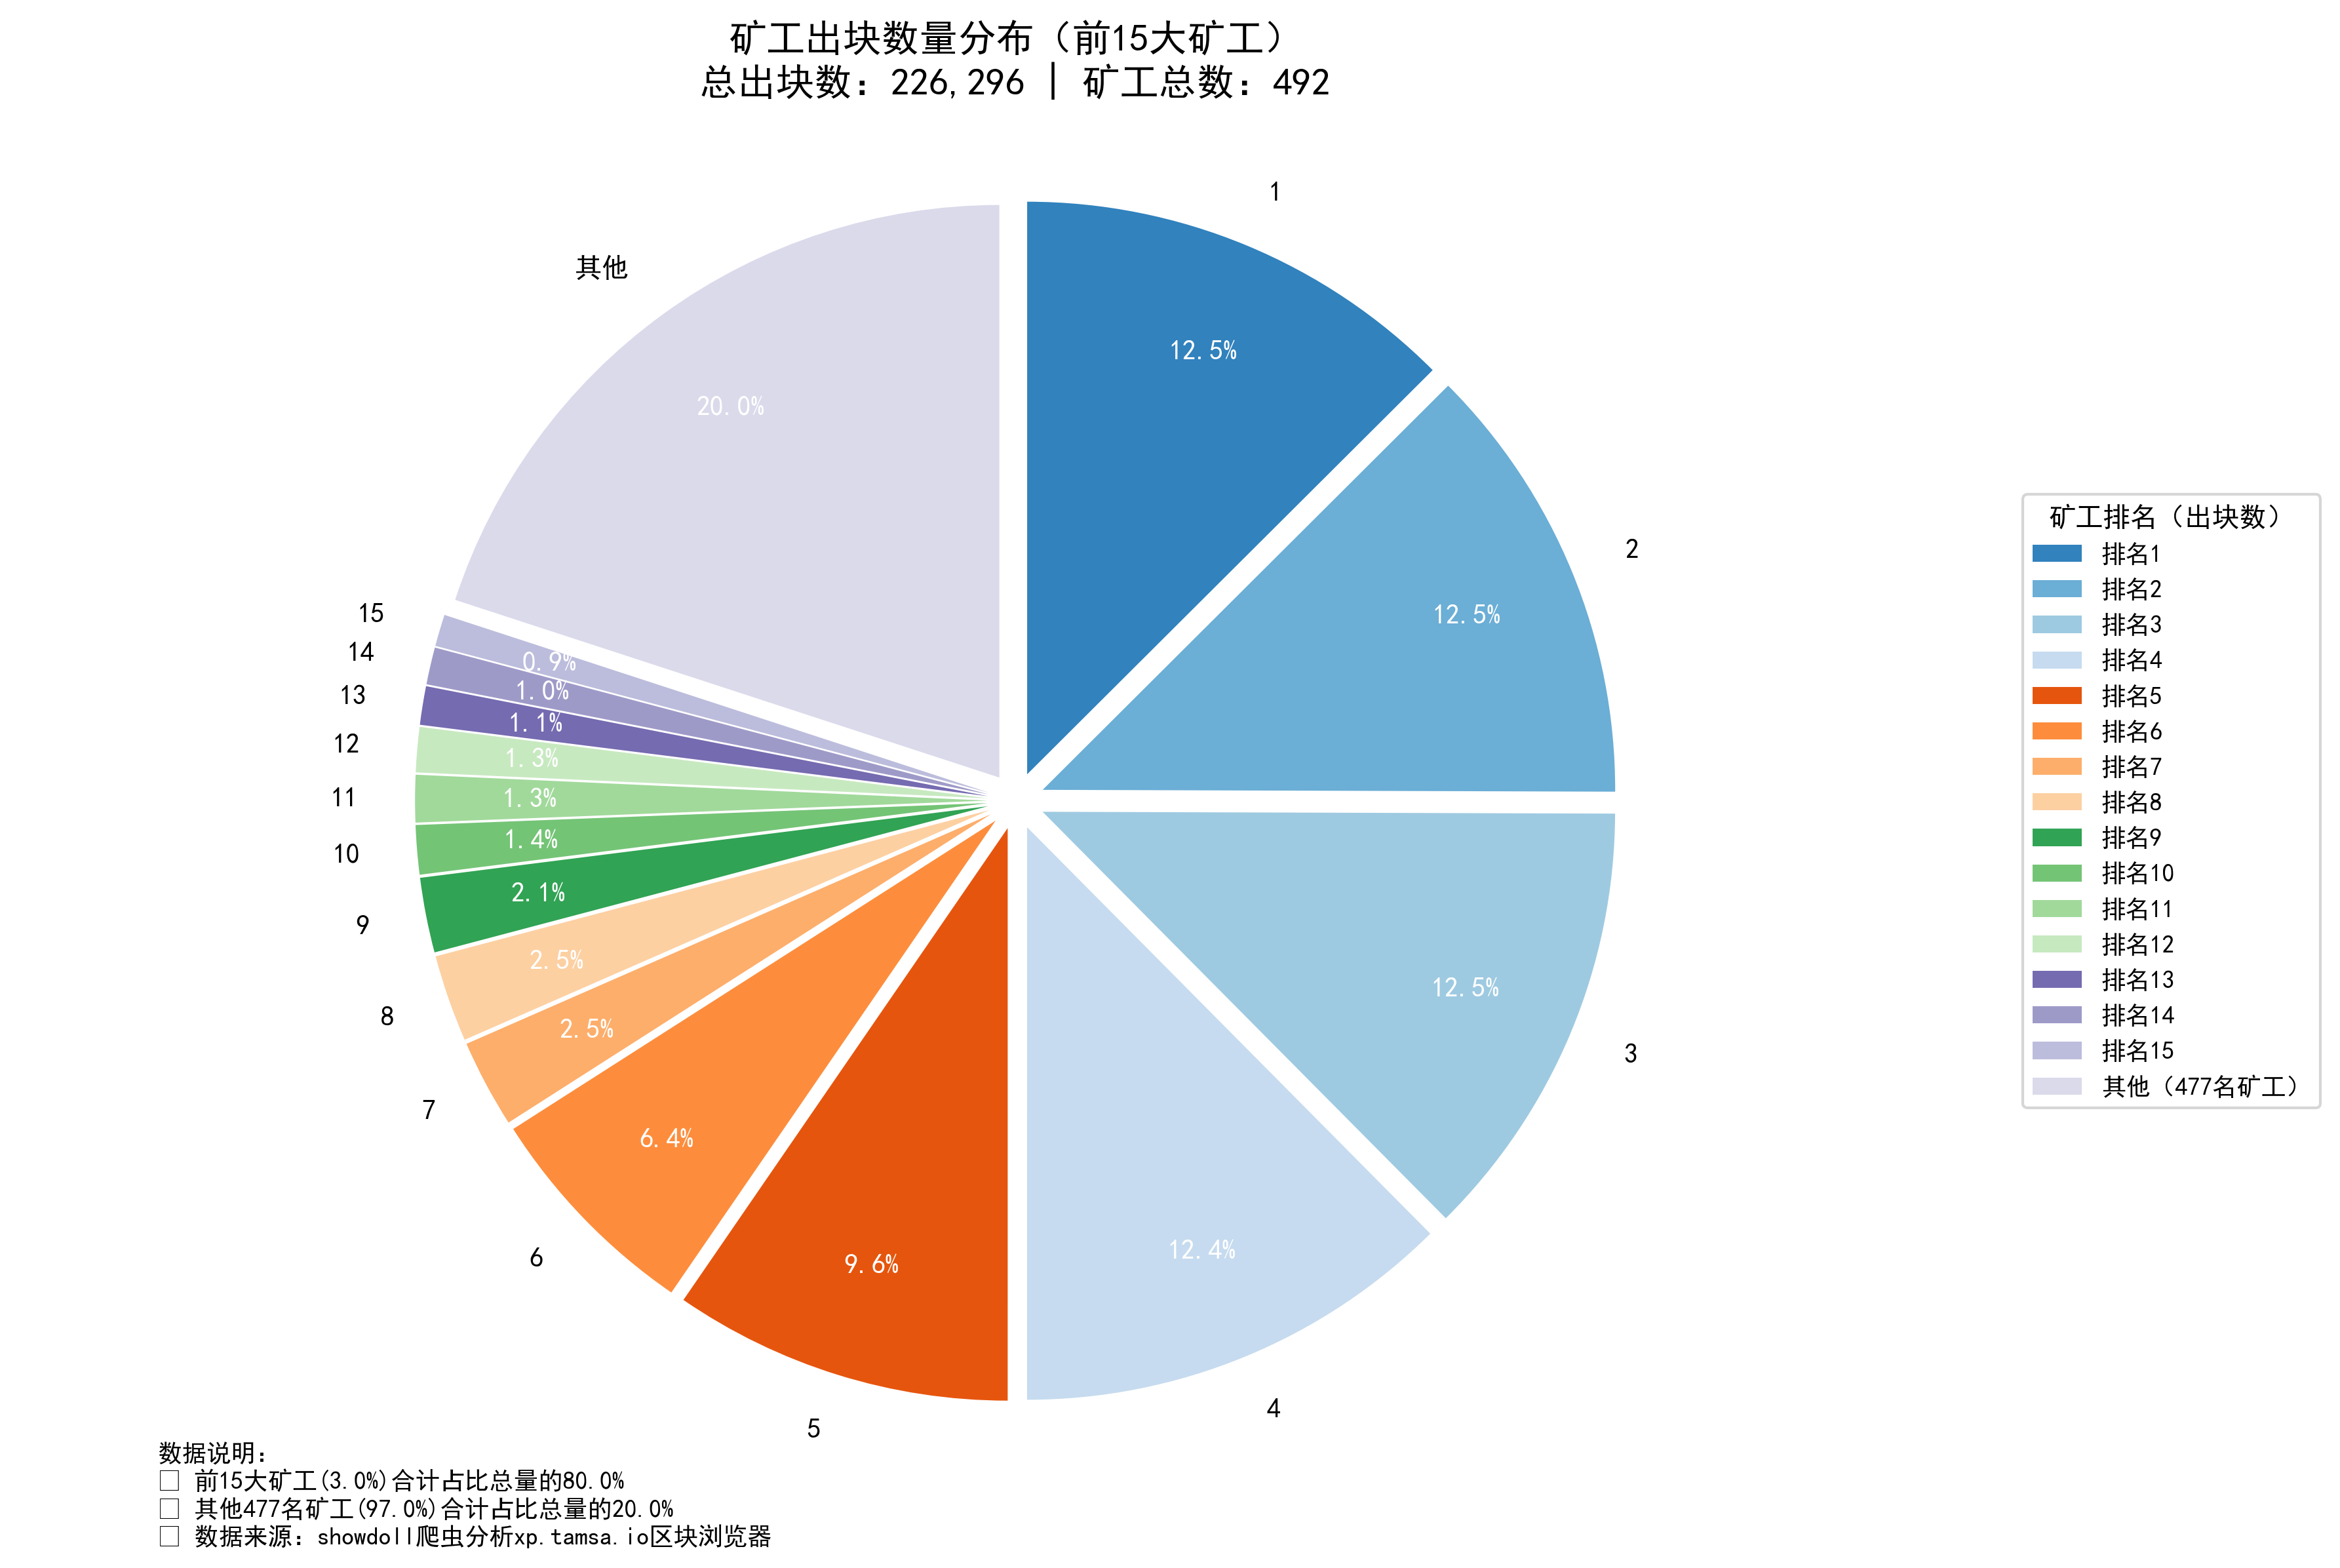 矿工出块数量分布（前15大矿工）
总出块数：226,296 | 矿工总数：492
1
12.5%
2
12.5%
3
12.5%
4
12.4%
5
9.6%
6
6.4%
7
2.5%
8
2.5%
9
2.1%
10
1.4%
11
1.3%
12
1.3%
13
1.1%
14
1.0%
15
0.9%
其他
20.0%
矿工排名（出块数）
排名1
排名2
排名3
排名4
排名5
排名6
排名7
排名8
排名9
排名10
排名11
排名12
排名13
排名14
排名15
其他（477名矿工）
数据说明：
□ 前15大矿工(3.0%)合计占比总量的80.0%
□ 其他477名矿工(97.0%)合计占比总量的20.0%
□ 数据来源：showdoll爬虫分析xp.tamsa.io区块浏览器